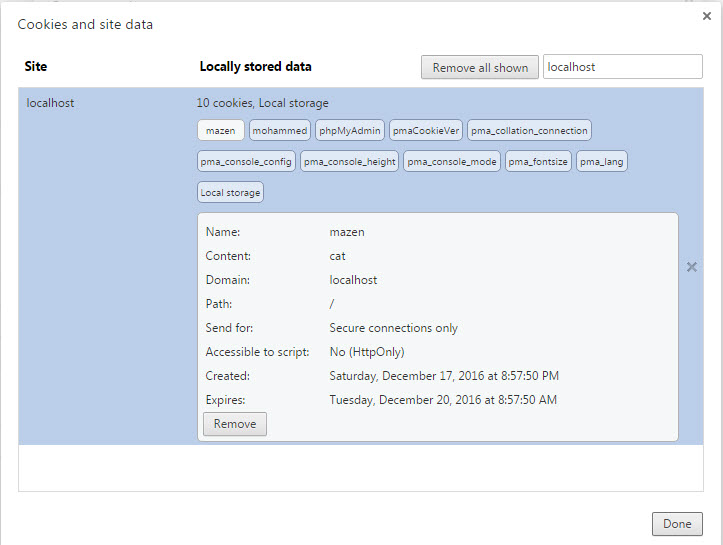 Cookies and site data
Site Locally stored data Remove all shown localhost
localhost 10 cookies, Local storage
mazen mohammed phpMyAdmin pmaCookieVer pma_collation_connection
pma_console_config pma_console_height pma_console_mode pma_fontsize pma_lang
Local storage
Name: mazen
Content: cat
Domain: localhost
Path: /
Send for: Secure connections only
Accessible to script: No (HttpOnly)
Created: Saturday, December 17, 2016 at 8:57:50 PM
Expires: Tuesday, December 20, 2016 at 8:57:50 AM
Remove
Done